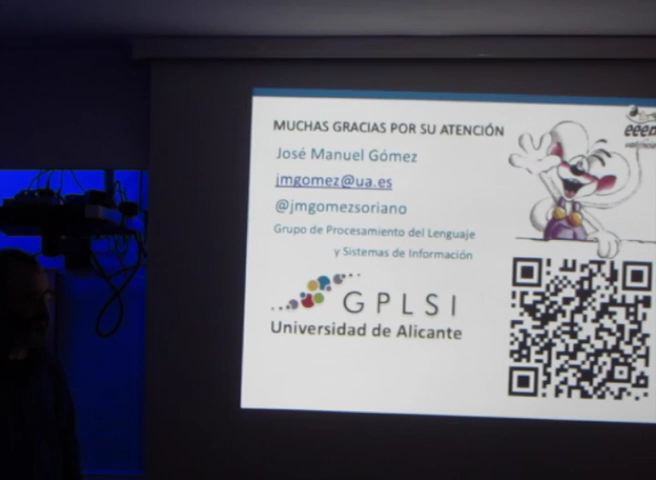 MUCHAS GRACIAS POR SU ATENCIÓN
José Manuel Gómez
jmgomez@ua.es
@jmgomezsoriano
Grupo de Procesamiento del Lenguaje
y Sistemas de Información
GPLSI
Universidad de Alicante